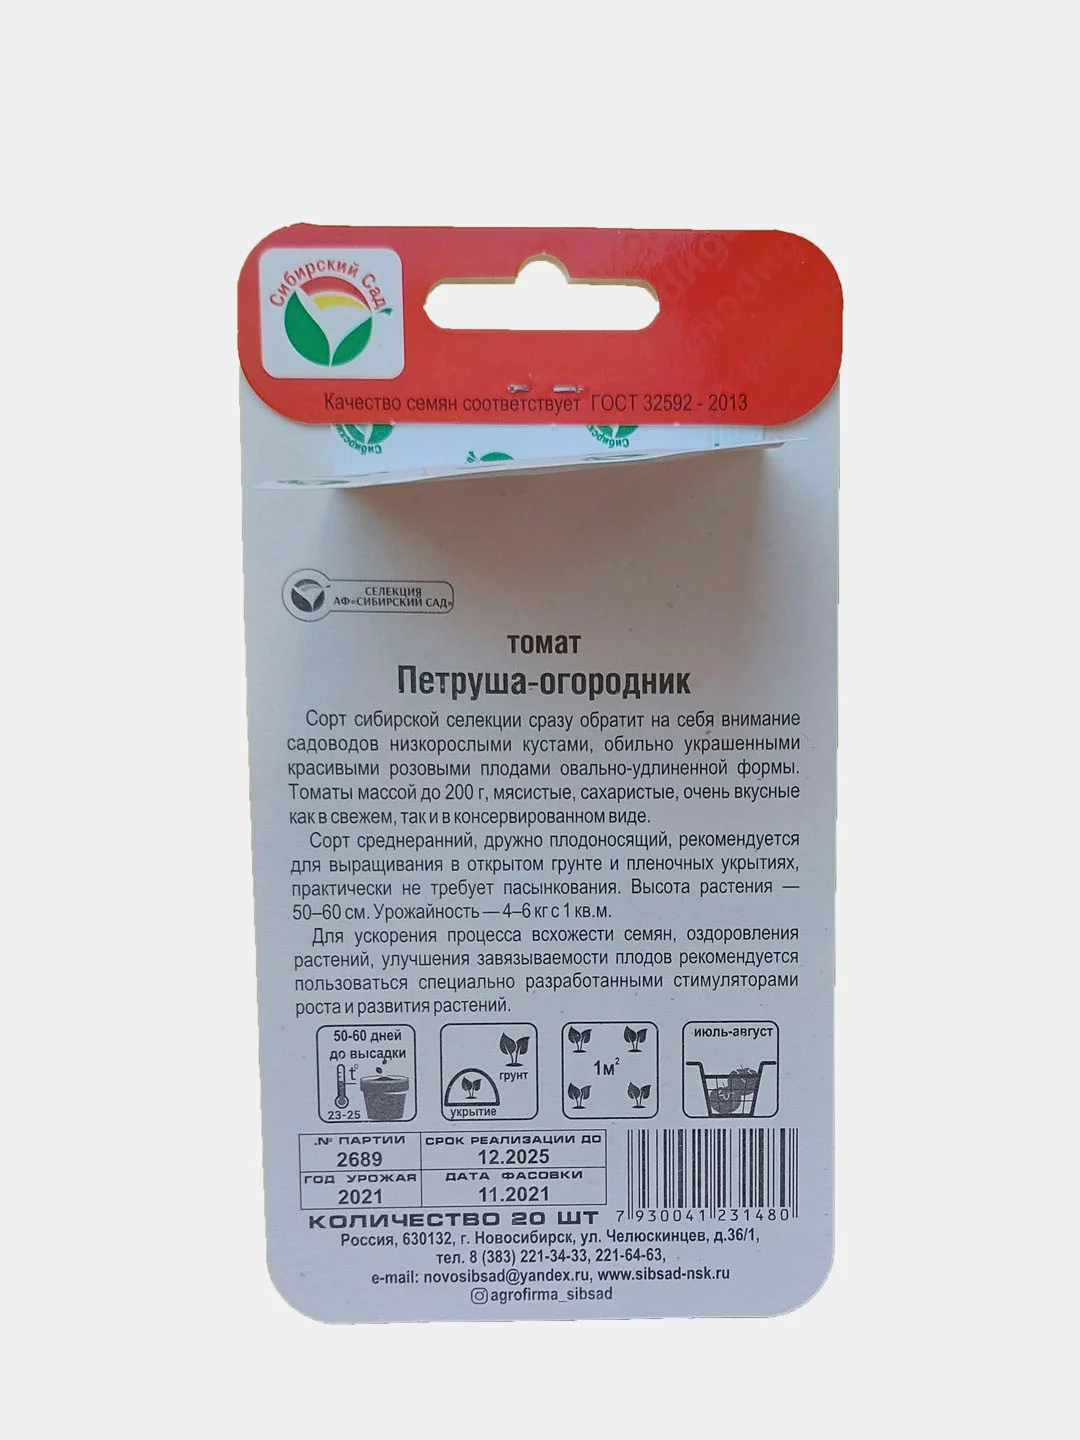 Сибирский Сад
Качество семян соответствует ГОСТ 32592 - 2013
СЕЛЕКЦИЯ
АФ«СИБИРСКИЙ САД»
томат
Петруша-огородник
Сорт сибирской селекции сразу обратит на себя внимание
садоводов низкорослыми кустами, обильно украшенными
красивыми розовыми плодами овально-удлиненной формы.
Томаты массой до 200 г, мясистые, сахаристые, очень вкусные
как в свежем, так и в консервированном виде.
Сорт среднеранний, дружно плодоносящий, рекомендуется
для выращивания в открытом грунте и пленочных укрытиях,
практически не требует пасынкования. Высота растения —
50–60 см. Урожайность — 4–6 кг с 1 кв.м.
Для ускорения процесса всхожести семян, оздоровления
растений, улучшения завязываемости плодов рекомендуется
пользоваться специально разработанными стимуляторами
роста и развития растений.
50-60 дней
до высадки
t°
23-25
грунт
укрытие
1м²
июль-август
.№ ПАРТИИ
2689
СРОК РЕАЛИЗАЦИИ ДО
12.2025
ГОД УРОЖАЯ
2021
ДАТА ФАСОВКИ
11.2021
КОЛИЧЕСТВО 20 ШТ
7 930041 231480
Россия, 630132, г. Новосибирск, ул. Челюскинцев, д.36/1,
тел. 8 (383) 221-34-33, 221-64-63,
e-mail: novosibsad@yandex.ru, www.sibsad-nsk.ru
agrofirma_sibsad